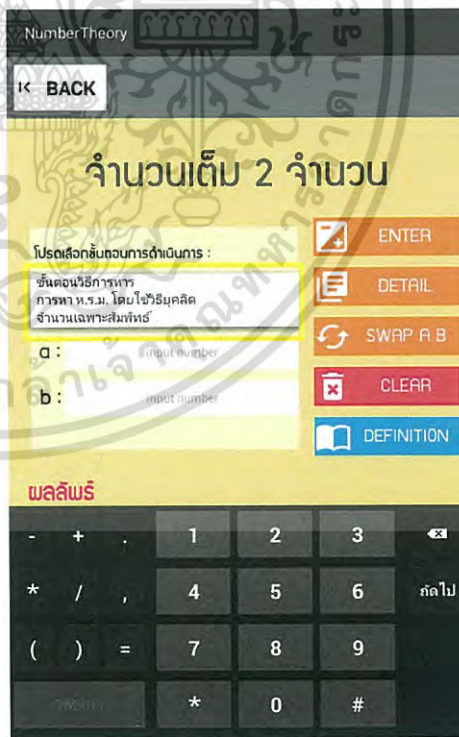 NumberTheory
BACK
จำนวนเต็ม 2 จำนวน
โปรดเลือกขั้นตอนการดำเนินการ :
ขั้นตอนวิธีการหาร
การหา ห.ร.ม. โดยใช้วิธียุคลิด
จำนวนเฉพาะสัมพัทธ์
a :
input number
b :
input number
ENTER
DETAIL
SWAP A B
CLEAR
DEFINITION
ผลลัพธ์
- + . 1 2 3
* / , 4 5 6 ถัดไป
( ) = 7 8 9
* 0 #